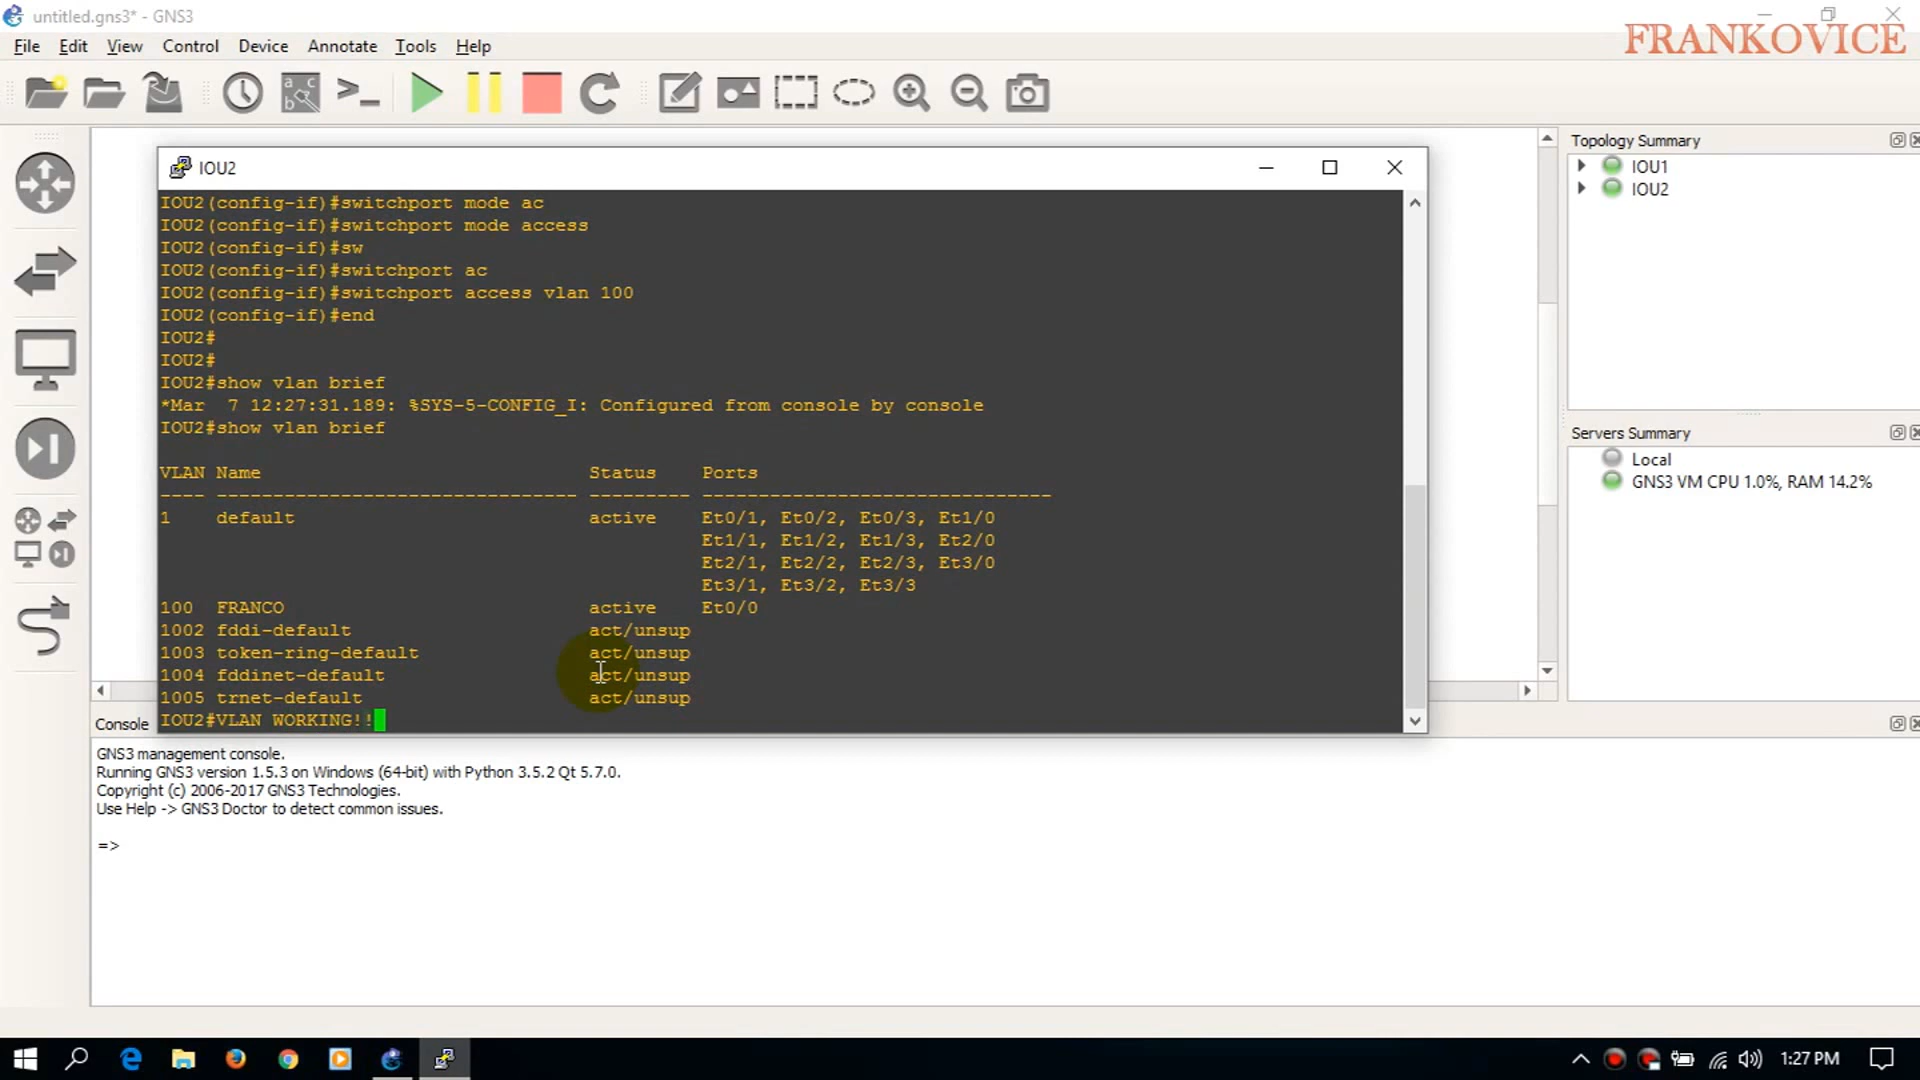 untitled.gns3* - GNS3
FRANKOVICE
File Edit View Control Device Annotate Tools Help
IOU2
IOU2(config-if)#switchport mode ac
IOU2(config-if)#switchport mode access
IOU2(config-if)#sw
IOU2(config-if)#switchport ac
IOU2(config-if)#switchport access vlan 100
IOU2(config-if)#end
IOU2#
IOU2#
IOU2#show vlan brief
*Mar  7 12:27:31.189: %SYS-5-CONFIG_I: Configured from console by console
IOU2#show vlan brief
VLAN Name Status Ports
---- -------------------------------- --------- -------------------------------
1 default active Et0/1, Et0/2, Et0/3, Et1/0
Et1/1, Et1/2, Et1/3, Et2/0
Et2/1, Et2/2, Et2/3, Et3/0
Et3/1, Et3/2, Et3/3
100 FRANCO active Et0/0
1002 fddi-default act/unsup
1003 token-ring-default act/unsup
1004 fddinet-default act/unsup
1005 trnet-default act/unsup
IOU2#VLAN WORKING!!
Topology Summary
IOU1
IOU2
Servers Summary
Local
GNS3 VM CPU 1.0%, RAM 14.2%
Console
GNS3 management console.
Running GNS3 version 1.5.3 on Windows (64-bit) with Python 3.5.2 Qt 5.7.0.
Copyright (c) 2006-2017 GNS3 Technologies.
Use Help -> GNS3 Doctor to detect common issues.
=>
1:27 PM